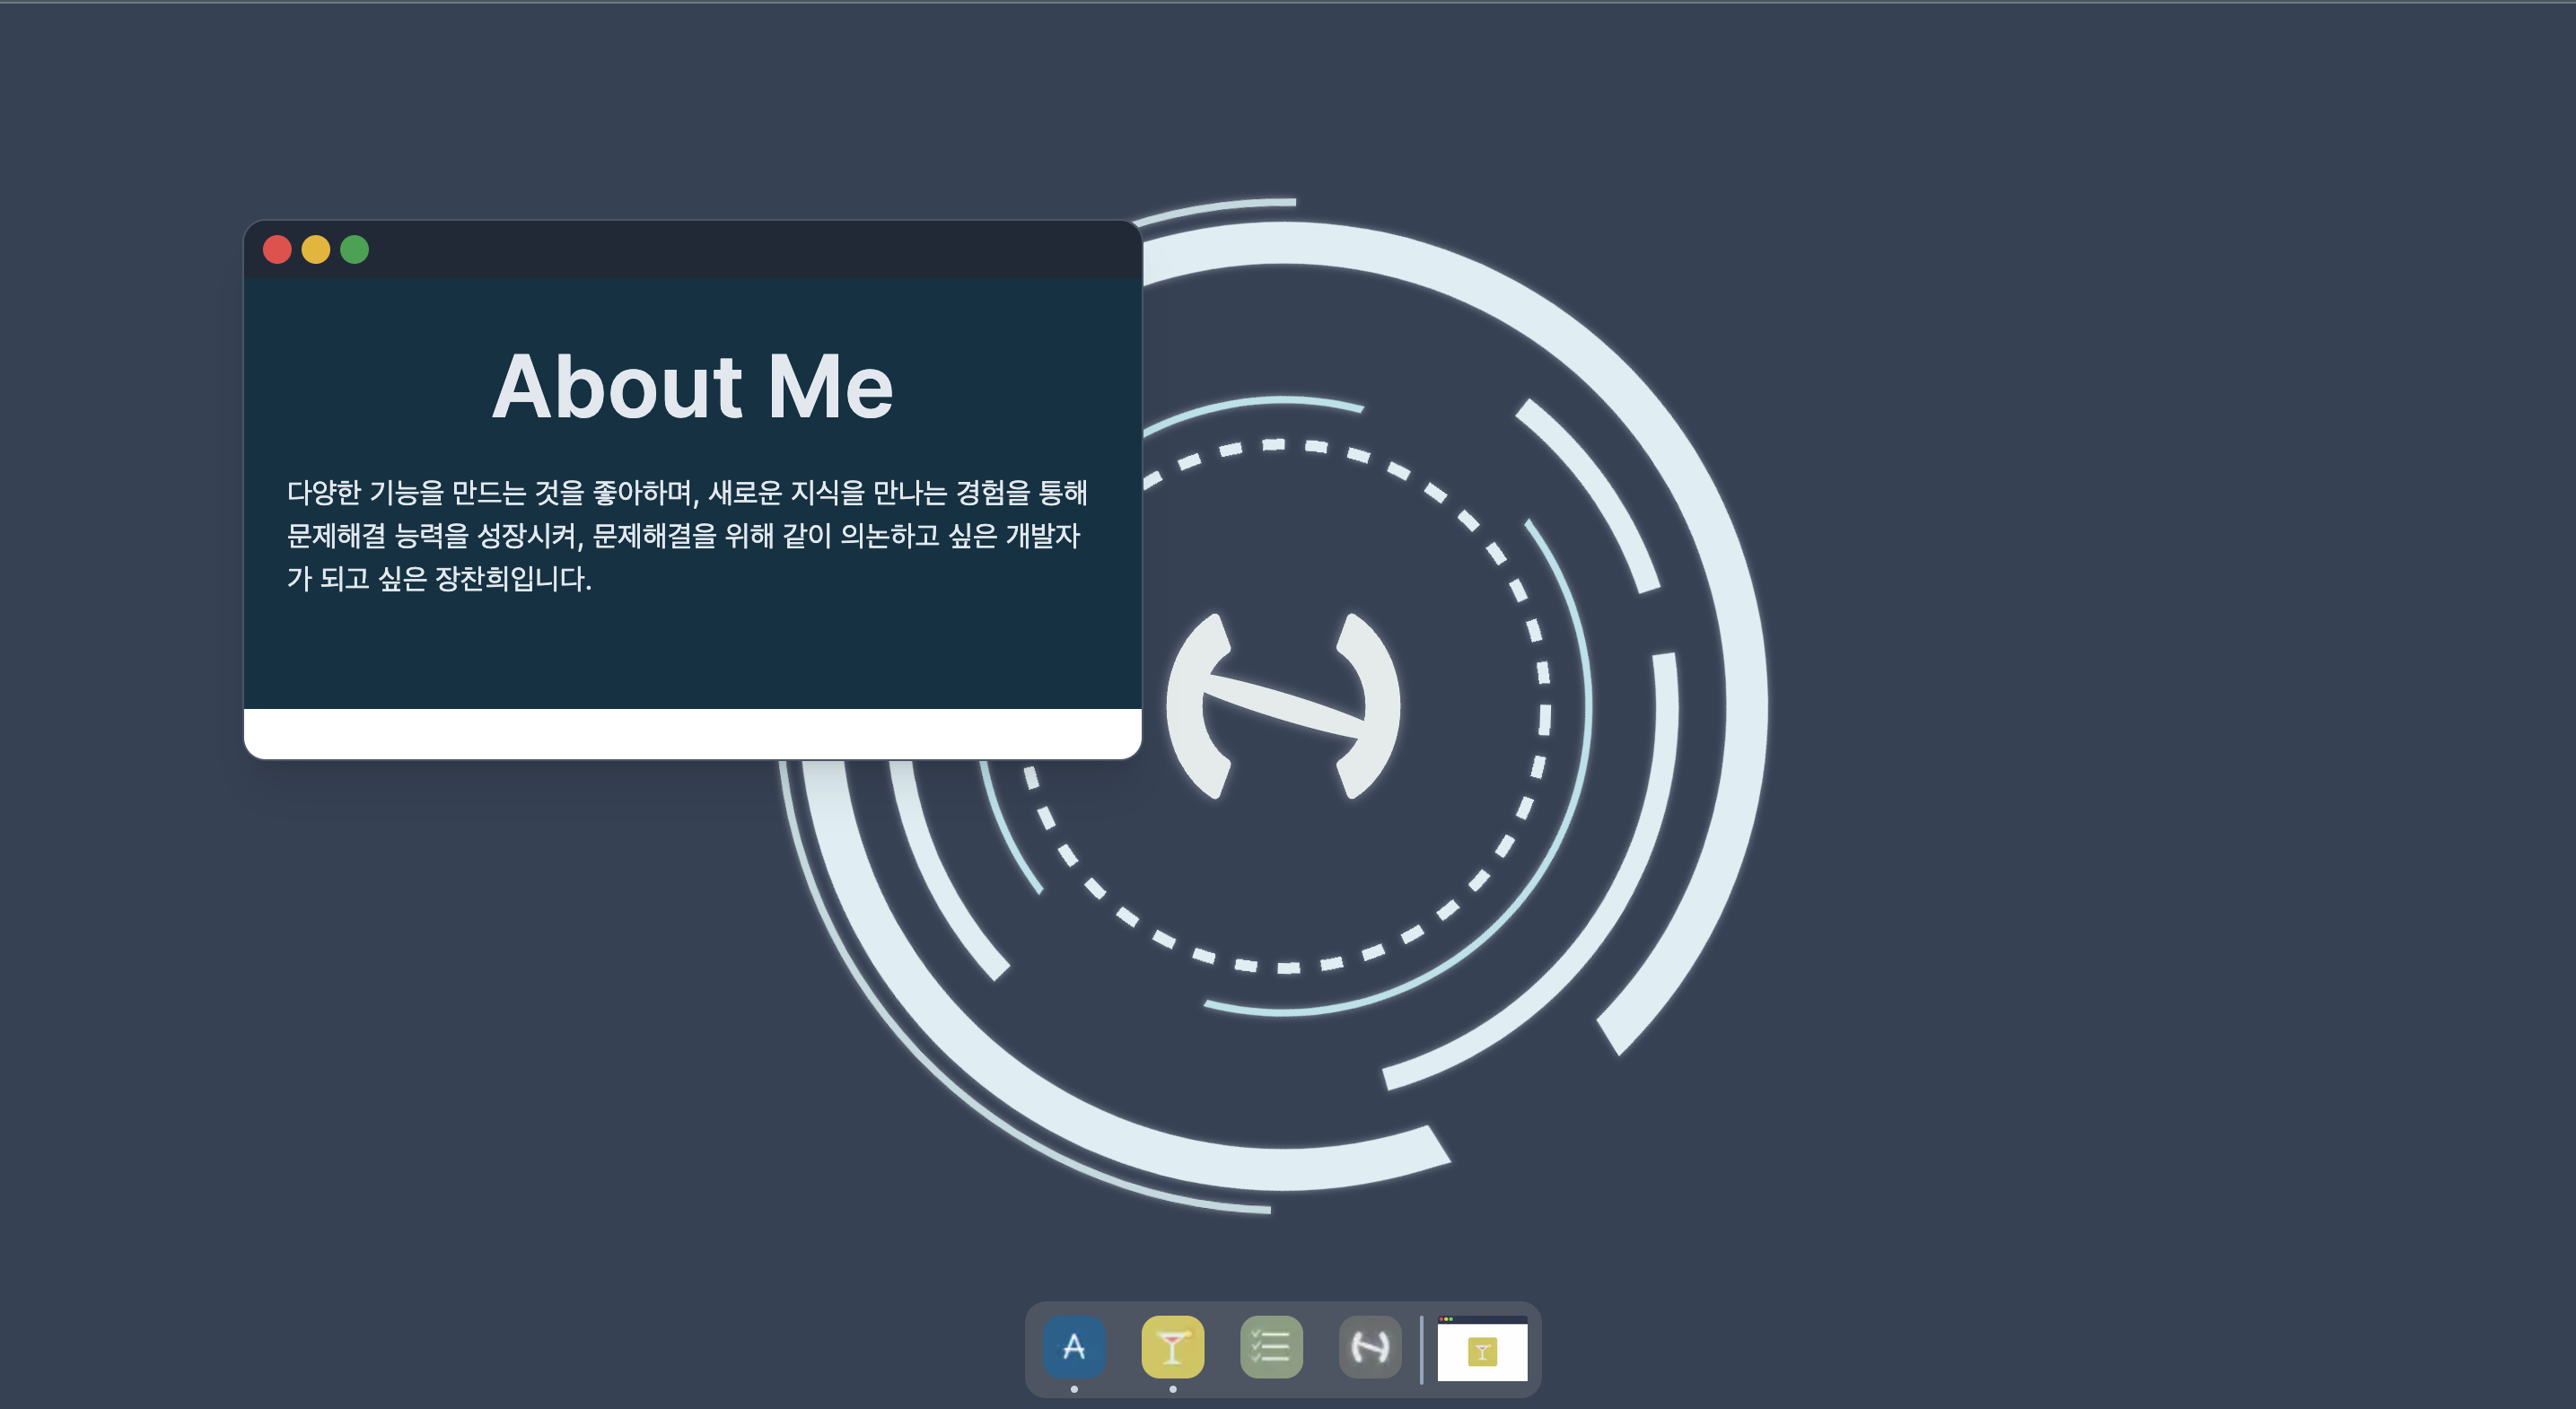 About Me
다양한 기능을 만드는 것을 좋아하며, 새로운 지식을 만나는 경험을 통해
문제해결 능력을 성장시켜, 문제해결을 위해 같이 의논하고 싶은 개발자
가 되고 싶은 장찬희입니다.